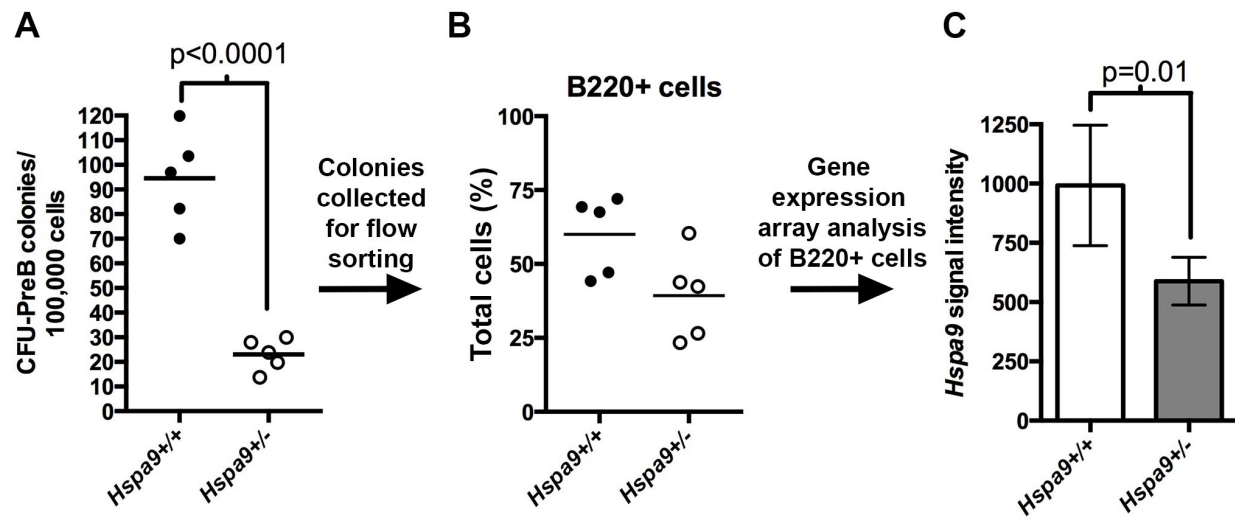 A
p<0.0001
CFU-PreB colonies/
100,000 cells
120
110
100
90
80
70
60
50
40
30
20
10
0
Hspa9+/+
Hspa9+/-
Colonies
collected
for flow
sorting
B
B220+ cells
Total cells (%)
100
75
50
25
0
Hspa9+/+
Hspa9+/-
Gene
expression
array analysis
of B220+ cells
C
p=0.01
Hspa9 signal intensity
1250
1000
750
500
250
0
Hspa9+/+
Hspa9+/-